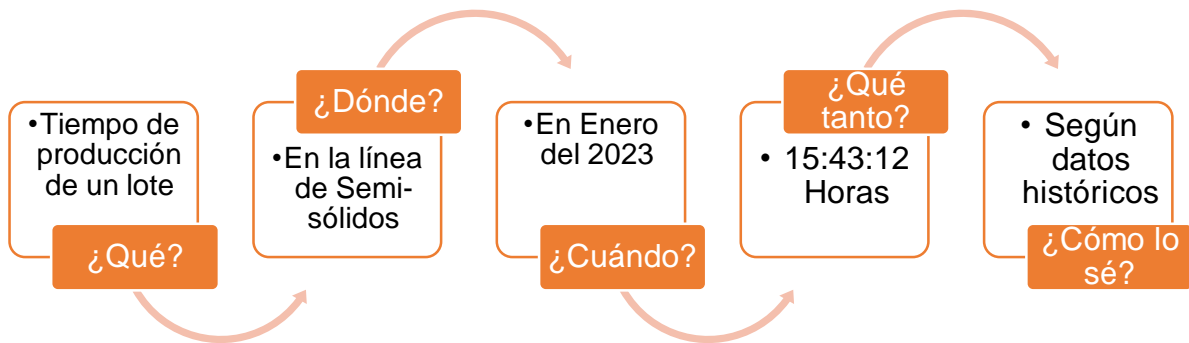 •Tiempo de
producción
de un lote
¿Qué?
¿Dónde?
•En la línea
de Semi-
sólidos
•En Enero
del 2023
¿Cuándo?
¿Qué
tanto?
• 15:43:12
Horas
• Según
datos
históricos
¿Cómo lo
sé?